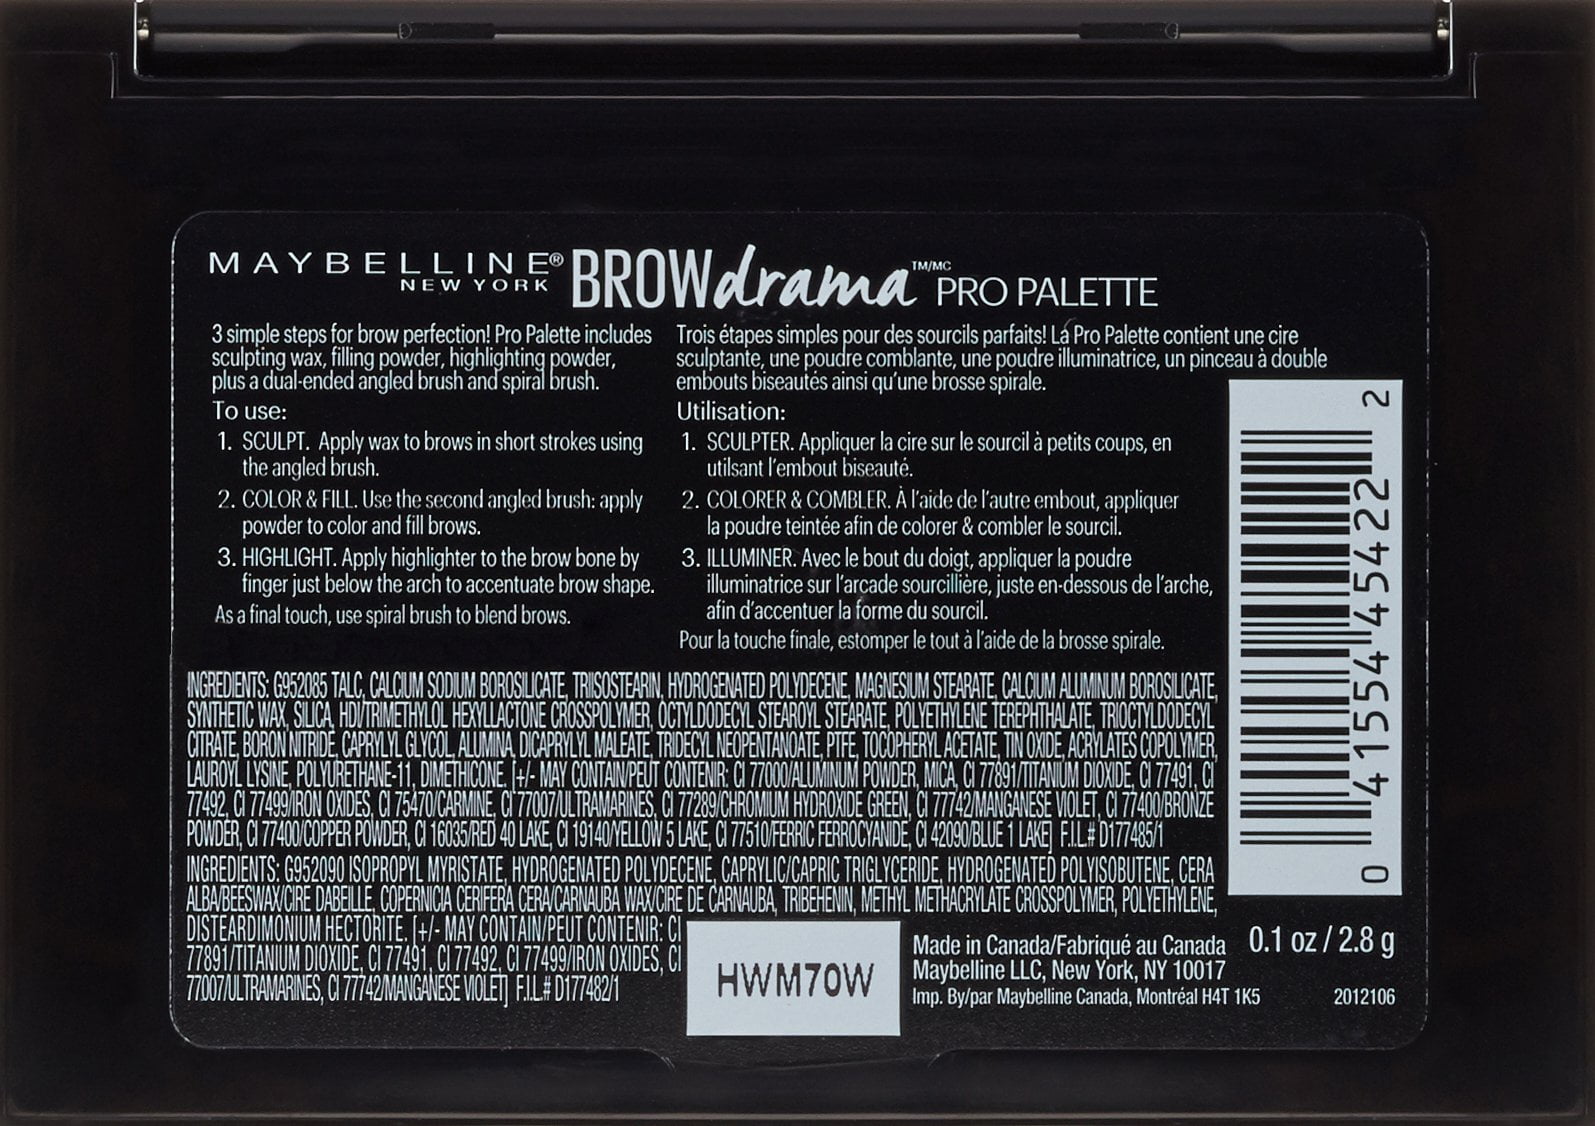 MAYBELLINE®
NEW YORK
BROWdrama™/MC PRO PALETTE
3 simple steps for brow perfection! Pro Palette includes
sculpting wax, filling powder, highlighting powder,
plus a dual-ended angled brush and spiral brush.
To use:
1. SCULPT. Apply wax to brows in short strokes using
the angled brush.
2. COLOR & FILL. Use the second angled brush: apply
powder to color and fill brows.
3. HIGHLIGHT. Apply highlighter to the brow bone by
finger just below the arch to accentuate brow shape.
As a final touch, use spiral brush to blend brows.
Trois étapes simples pour des sourcils parfaits! La Pro Palette contient une cire
sculptante, une poudre comblante, une poudre illuminatrice, un pinceau à double
embouts biseautés ainsi qu'une brosse spirale.
Utilisation:
1. SCULPTER. Appliquer la cire sur le sourcil à petits coups, en
utilsant l'embout biseauté.
2. COLORER & COMBLER. À l'aide de l'autre embout, appliquer
la poudre teintée afin de colorer & combler le sourcil.
3. ILLUMINER. Avec le bout du doigt, appliquer la poudre
illuminatrice sur l'arcade sourcillière, juste en-dessous de l'arche,
afin d'accentuer la forme du sourcil.
Pour la touche finale, estomper le tout à l'aide de la brosse spirale.
INGREDIENTS: G952085 TALC, CALCIUM SODIUM BOROSILICATE, TRIISOSTEARIN, HYDROGENATED POLYDECENE, MAGNESIUM STEARATE, CALCIUM ALUMINUM BOROSILICATE,
SYNTHETIC WAX, SILICA, HDI/TRIMETHYLOL HEXYLLACTONE CROSSPOLYMER, OCTYLDODECYL STEAROYL STEARATE, POLYETHYLENE TEREPHTHALATE, TRIOCTYLDODECYL
CITRATE, BORON NITRIDE, CAPRYLYL GLYCOL, ALUMINA, DICAPRYLYL MALEATE, TRIDECYL NEOPENTANOATE, PTFE, TOCOPHERYL ACETATE, TIN OXIDE, ACRYLATES COPOLYMER,
LAUROYL LYSINE, POLYURETHANE-11, DIMETHICONE. [+/- MAY CONTAIN/PEUT CONTENIR: CI 77000/ALUMINUM POWDER, MICA, CI 77891/TITANIUM DIOXIDE, CI 77491, CI
77492, CI 77499/IRON OXIDES, CI 75470/CARMINE, CI 77007/ULTRAMARINES, CI 77289/CHROMIUM HYDROXIDE GREEN, CI 77742/MANGANESE VIOLET, CI 77400/BRONZE
POWDER, CI 77400/COPPER POWDER, CI 16035/RED 40 LAKE, CI 19140/YELLOW 5 LAKE, CI 77510/FERRIC FERROCYANIDE, CI 42090/BLUE 1 LAKE] F.I.L.# D177485/1
INGREDIENTS: G952090 ISOPROPYL MYRISTATE, HYDROGENATED POLYDECENE, CAPRYLIC/CAPRIC TRIGLYCERIDE, HYDROGENATED POLYISOBUTENE, CERA
ALBA/BEESWAX/CIRE DABEILLE, COPERNICIA CERIFERA CERA/CARNAUBA WAX/CIRE DE CARNAUBA, TRIBEHENIN, METHYL METHACRYLATE CROSSPOLYMER, POLYETHYLENE,
DISTEARDIMONIUM HECTORITE. [+/- MAY CONTAIN/PEUT CONTENIR: CI
77891/TITANIUM DIOXIDE, CI 77491, CI 77492, CI 77499/IRON OXIDES, CI
77007/ULTRAMARINES, CI 77742/MANGANESE VIOLET] F.I.L.# D177482/1
HWM70W
Made in Canada/Fabriqué au Canada
Maybelline LLC, New York, NY 10017
Imp. By/par Maybelline Canada, Montréal H4T 1K5
0.1 oz / 2.8 g
2012106
0 41554 45422 2